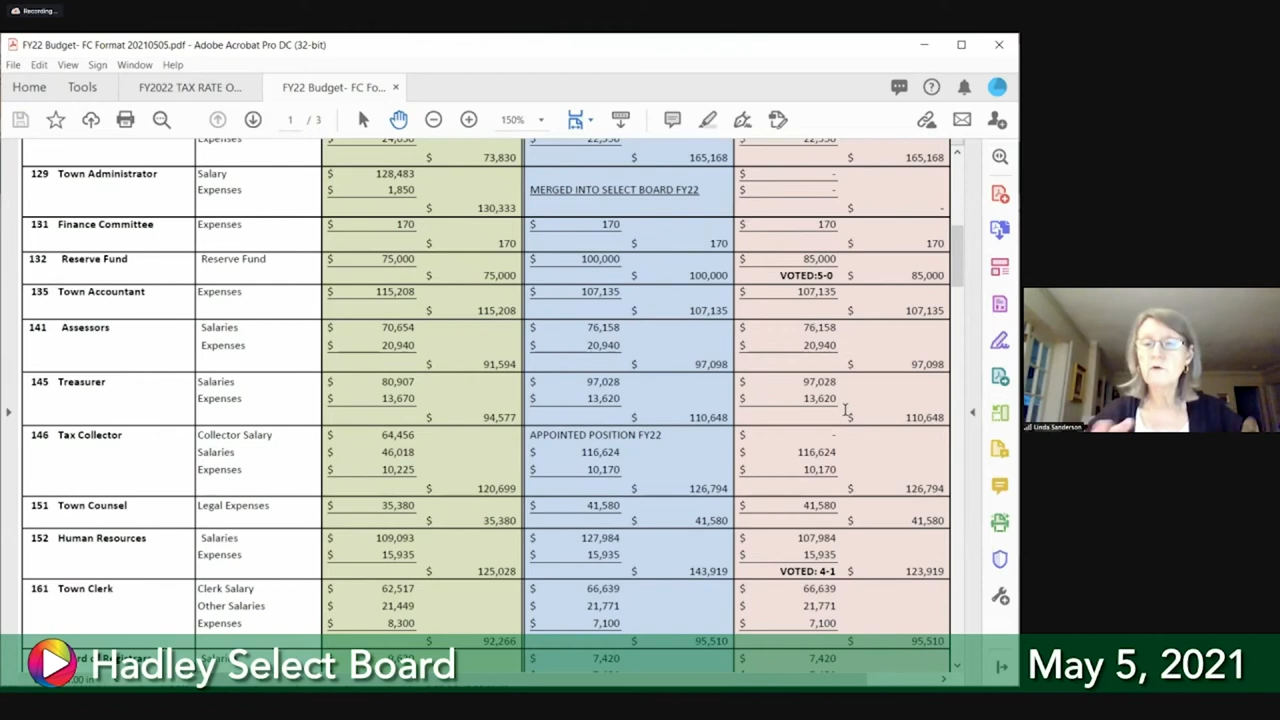 Recording...
FY22 Budget- FC Format 20210505.pdf - Adobe Acrobat Pro DC (32-bit)
File Edit View Sign Window Help
Home Tools FY2022 TAX RATE O... FY22 Budget- FC Fo... ×
1 / 3 150%
Expenses
$ 73,830 $ 165,168 $ 165,168
129 Town Administrator Salary $ 128,483 $ -
Expenses $ 1,850 MERGED INTO SELECT BOARD FY22 $ -
$ 130,333 $ -
131 Finance Committee Expenses $ 170 $ 170 $ 170
$ 170 $ 170 $ 170
132 Reserve Fund Reserve Fund $ 75,000 $ 100,000 $ 85,000
$ 75,000 $ 100,000 VOTED:5-0 $ 85,000
135 Town Accountant Expenses $ 115,208 $ 107,135 $ 107,135
$ 115,208 $ 107,135 $ 107,135
141 Assessors Salaries $ 70,654 $ 76,158 $ 76,158
Expenses $ 20,940 $ 20,940 $ 20,940
$ 91,594 $ 97,098 $ 97,098
145 Treasurer Salaries $ 80,907 $ 97,028 $ 97,028
Expenses $ 13,670 $ 13,620 $ 13,620
$ 94,577 $ 110,648 $ 110,648
146 Tax Collector Collector Salary $ 64,456 APPOINTED POSITION FY22 $ -
Salaries $ 46,018 $ 116,624 $ 116,624
Expenses $ 10,225 $ 10,170 $ 10,170
$ 120,699 $ 126,794 $ 126,794
151 Town Counsel Legal Expenses $ 35,380 $ 41,580 $ 41,580
$ 35,380 $ 41,580 $ 41,580
152 Human Resources Salaries $ 109,093 $ 127,984 $ 107,984
Expenses $ 15,935 $ 15,935 $ 15,935
$ 125,028 $ 143,919 VOTED: 4-1 $ 123,919
161 Town Clerk Clerk Salary $ 62,517 $ 66,639 $ 66,639
Other Salaries $ 21,449 $ 21,771 $ 21,771
Expenses $ 8,300 $ 7,100 $ 7,100
$ 92,266 $ 95,510 $ 95,510
$ 7,420 $ 7,420
Linda Sanderson
Hadley Select Board
May 5, 2021